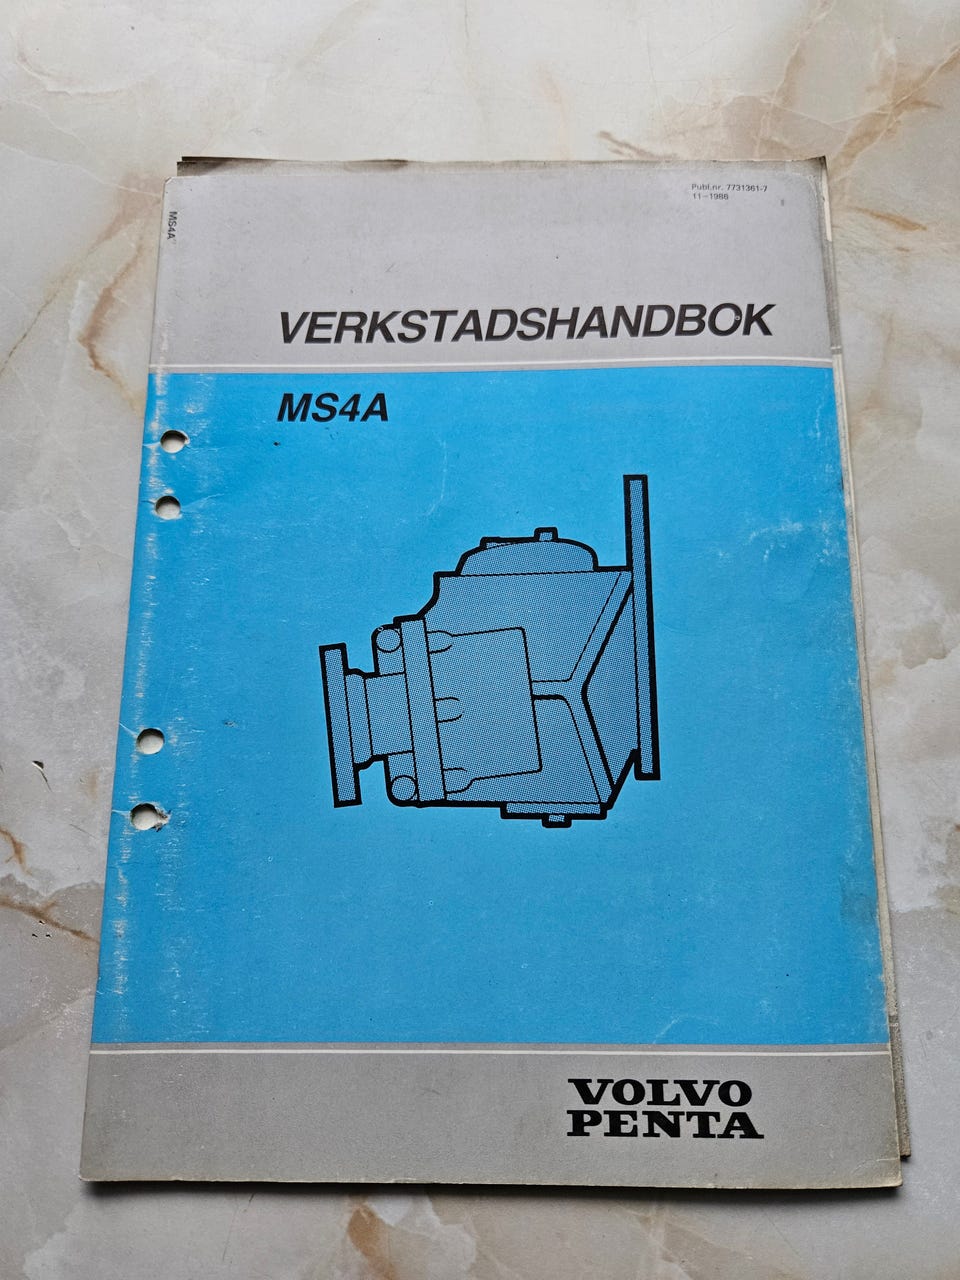 Publ.nr. 7731361-7
11–1986
MS4A
VERKSTADSHANDBOK
MS4A
VOLVO
PENTA